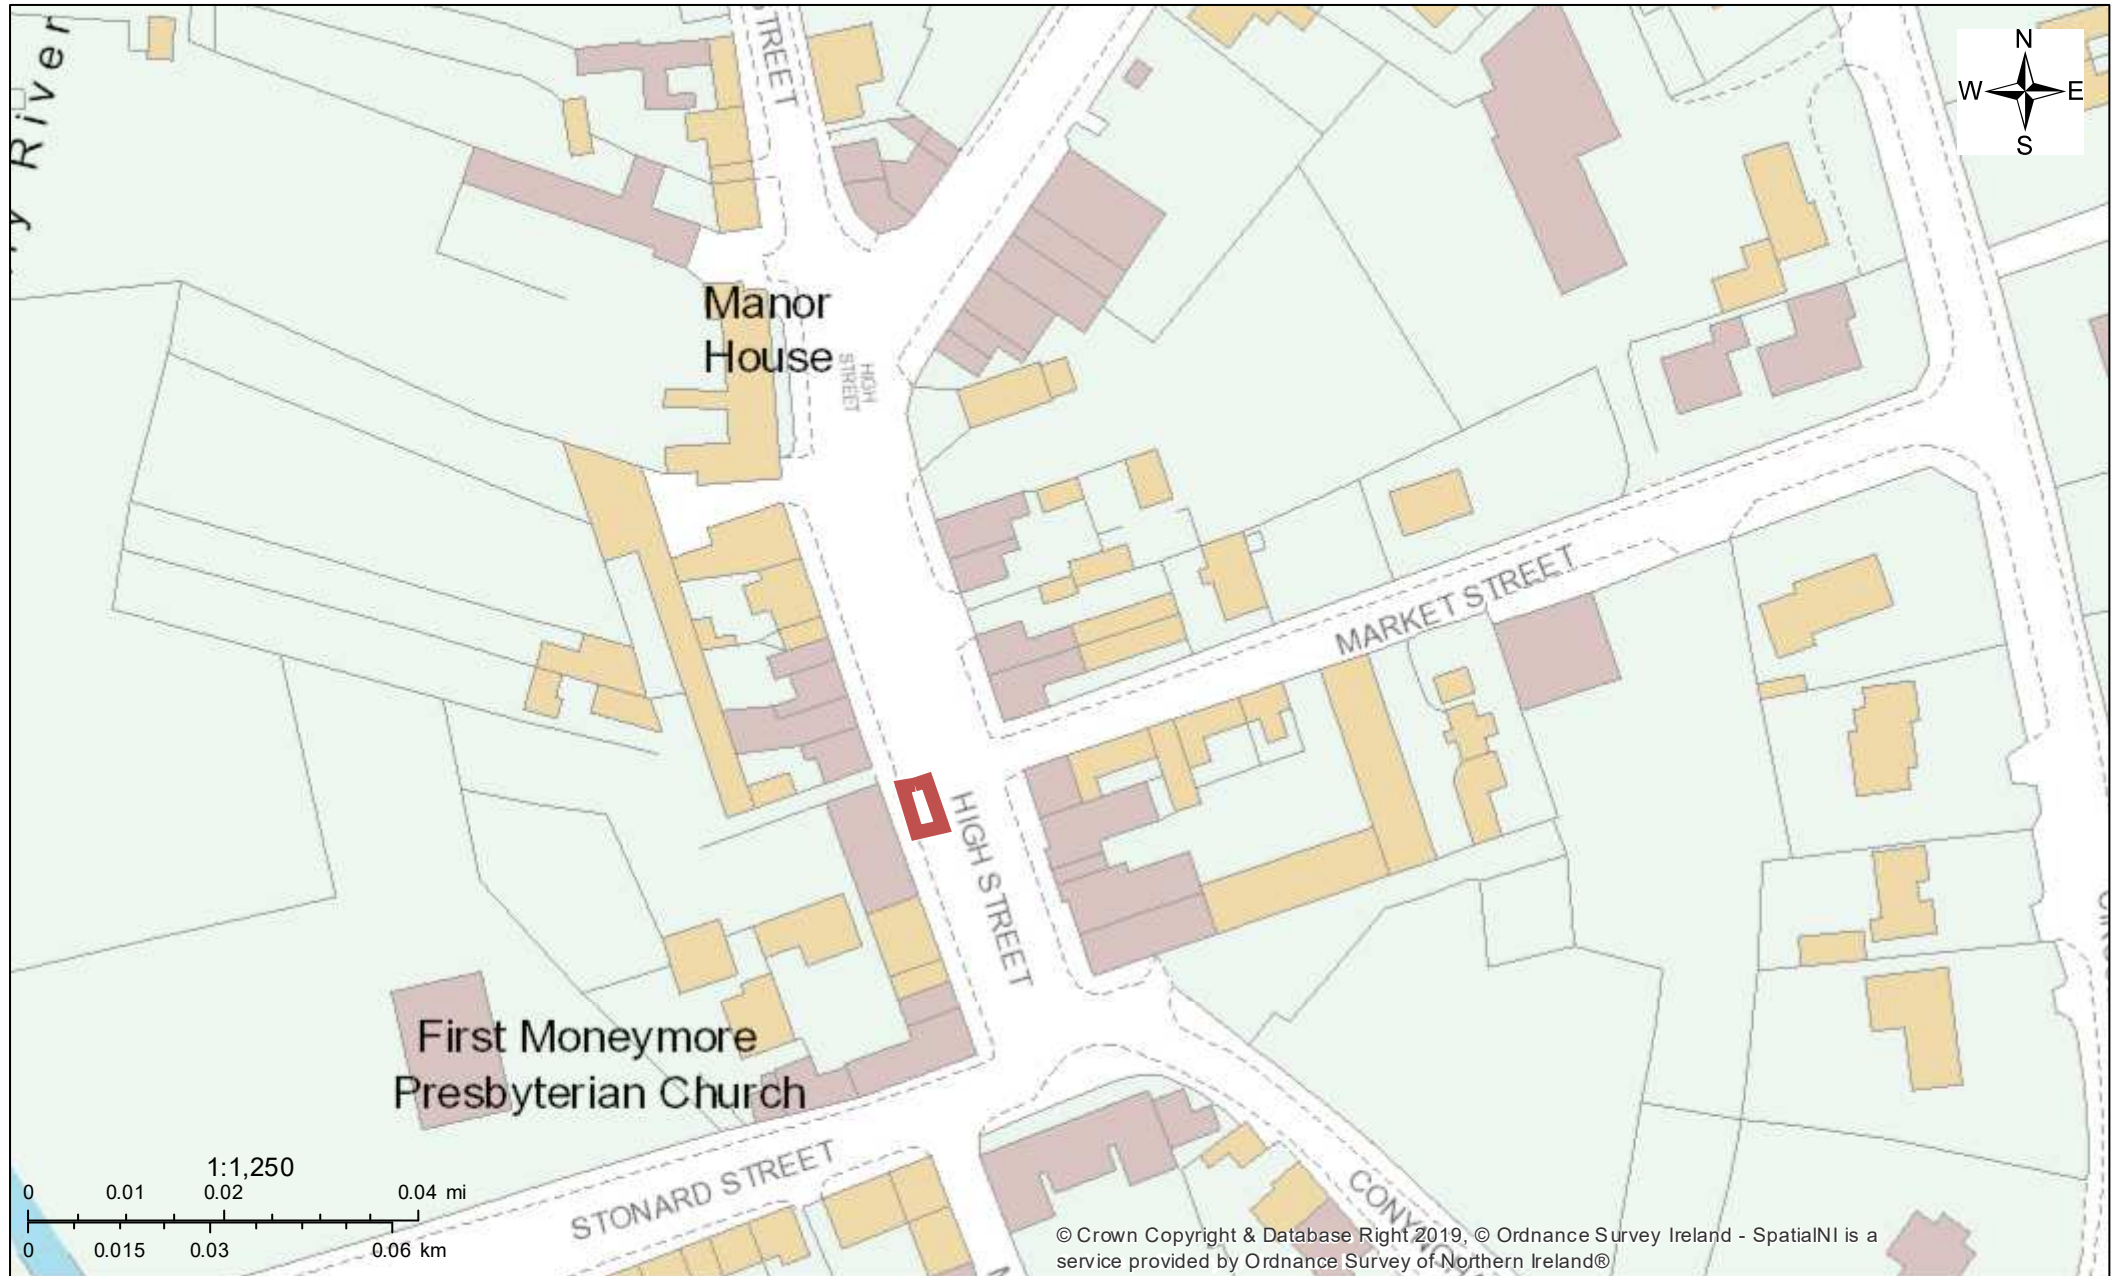 N
W E
S
STREET
River
Manor
House
HIGH
STREET
MARKET STREET
HIGH STREET
First Moneymore
Presbyterian Church
STONARD STREET
1:1,250
0 0.01 0.02 0.04 mi
0 0.015 0.03 0.06 km
© Crown Copyright & Database Right 2019, © Ordnance Survey Ireland - SpatialNI is a
service provided by Ordnance Survey of Northern Ireland®